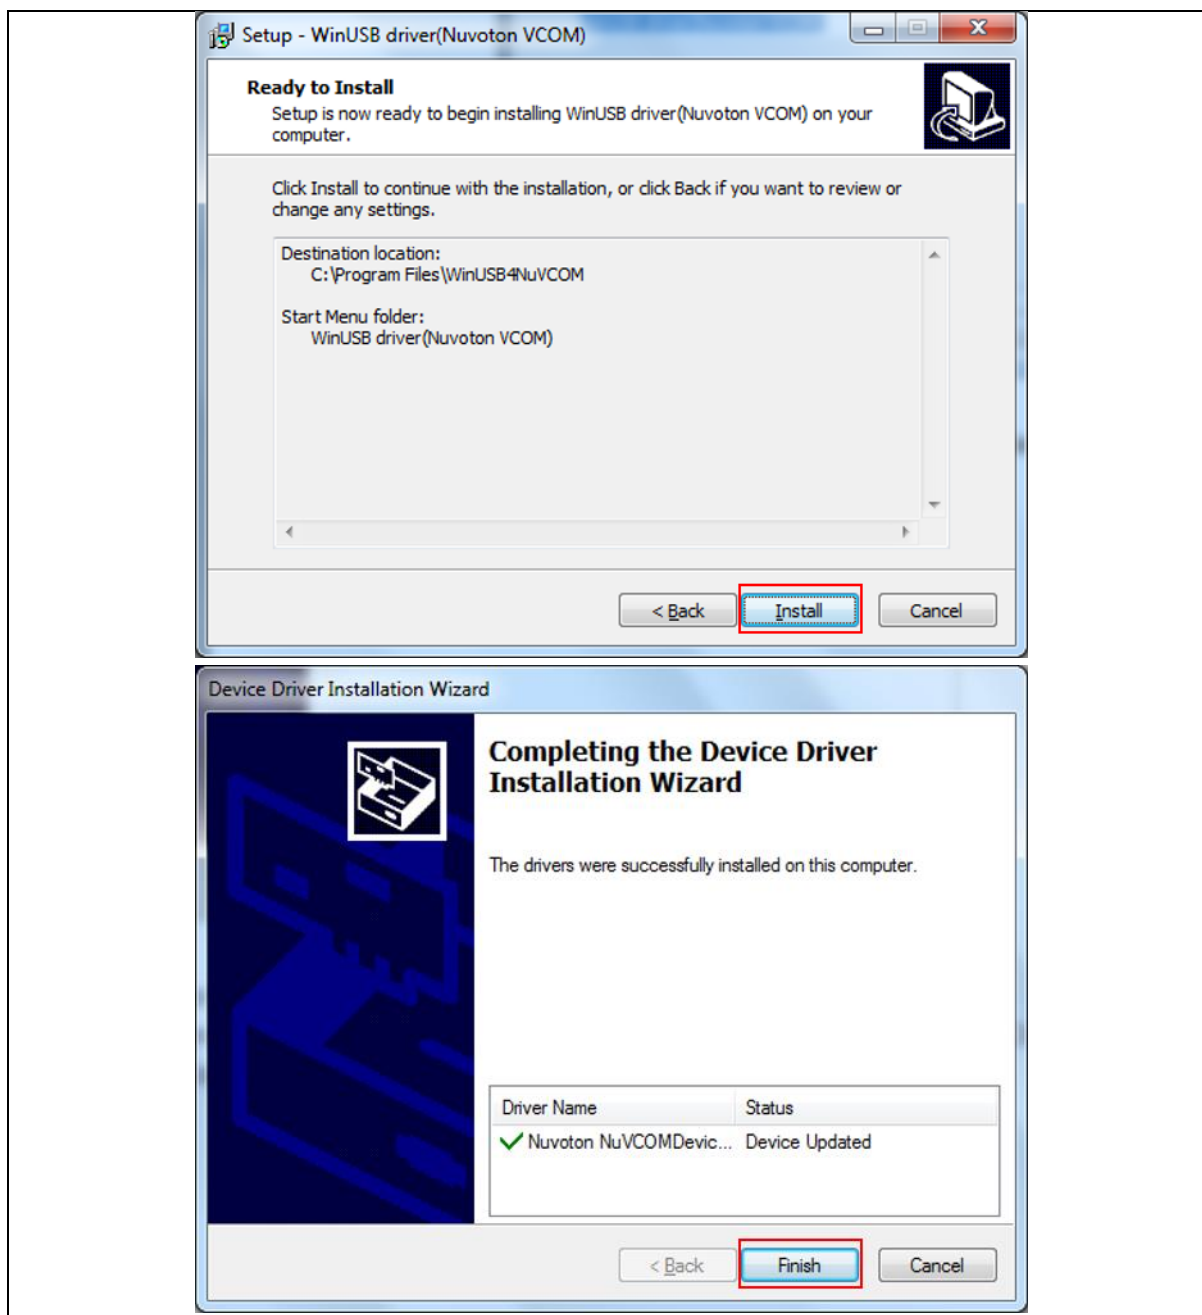 Setup - WinUSB driver(Nuvoton VCOM)
Ready to Install
Setup is now ready to begin installing WinUSB driver(Nuvoton VCOM) on your
computer.
Click Install to continue with the installation, or click Back if you want to review or
change any settings.
Destination location:
C:\Program Files\WinUSB4NuVCOM
Start Menu folder:
WinUSB driver(Nuvoton VCOM)
< Back Install Cancel
Device Driver Installation Wizard
Completing the Device Driver
Installation Wizard
The drivers were successfully installed on this computer.
Driver Name Status
Nuvoton NuVCOMDevic... Device Updated
< Back Finish Cancel